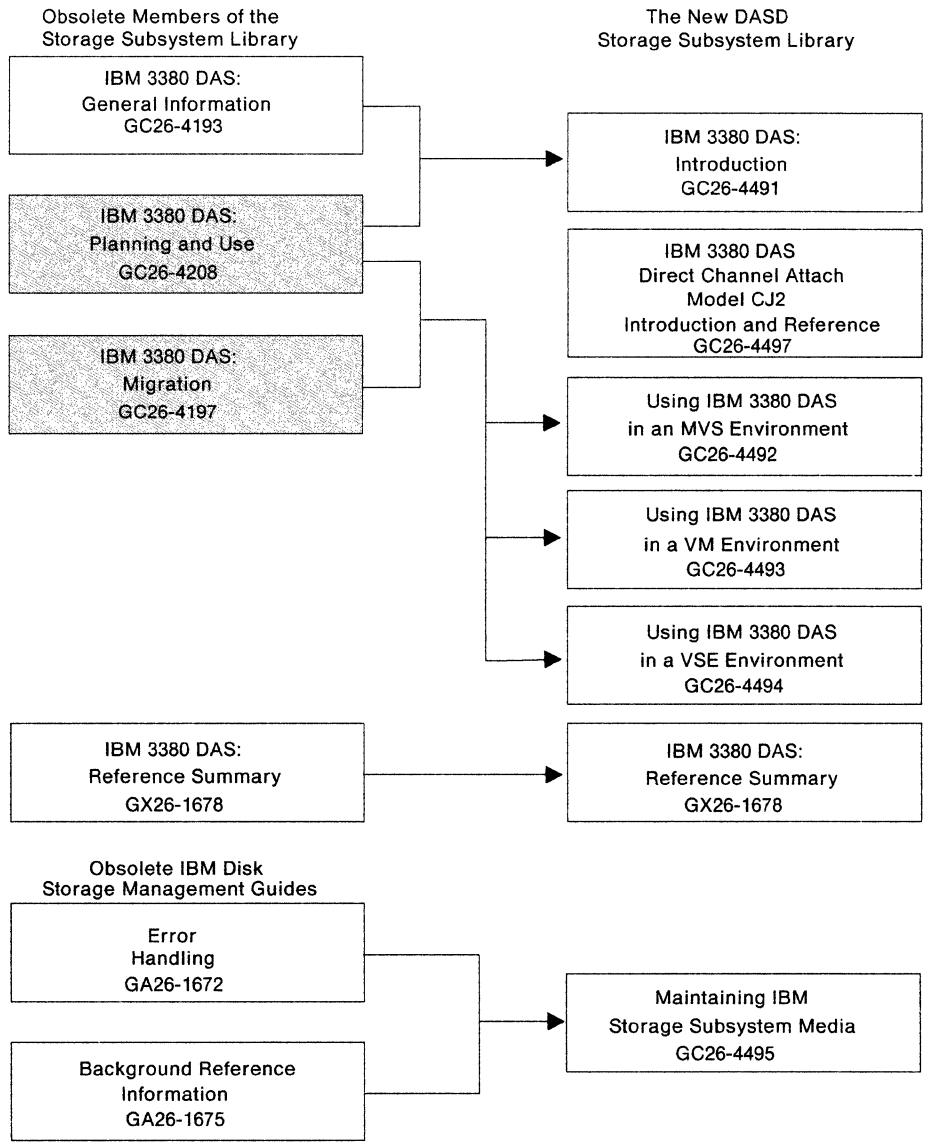 Obsolete Members of the
Storage Subsystem Library
IBM 3380 DAS:
General Information
GC26-4193
IBM 3380 DAS:
Planning and Use
GC26-4208
IBM 3380 DAS:
Migration
GC26-4197
IBM 3380 DAS:
Reference Summary
GX26-1678
The New DASD
Storage Subsystem Library
IBM 3380 DAS:
Introduction
GC26-4491
IBM 3380 DAS
Direct Channel Attach
Model CJ2
Introduction and Reference
GC26-4497
Using IBM 3380 DAS
in an MVS Environment
GC26-4492
Using IBM 3380 DAS
in a VM Environment
GC26-4493
Using IBM 3380 DAS
in a VSE Environment
GC26-4494
IBM 3380 DAS:
Reference Summary
GX26-1678
Obsolete IBM Disk
Storage Management Guides
Error
Handling
GA26-1672
Background Reference
Information
GA26-1675
Maintaining IBM
Storage Subsystem Media
GC26-4495